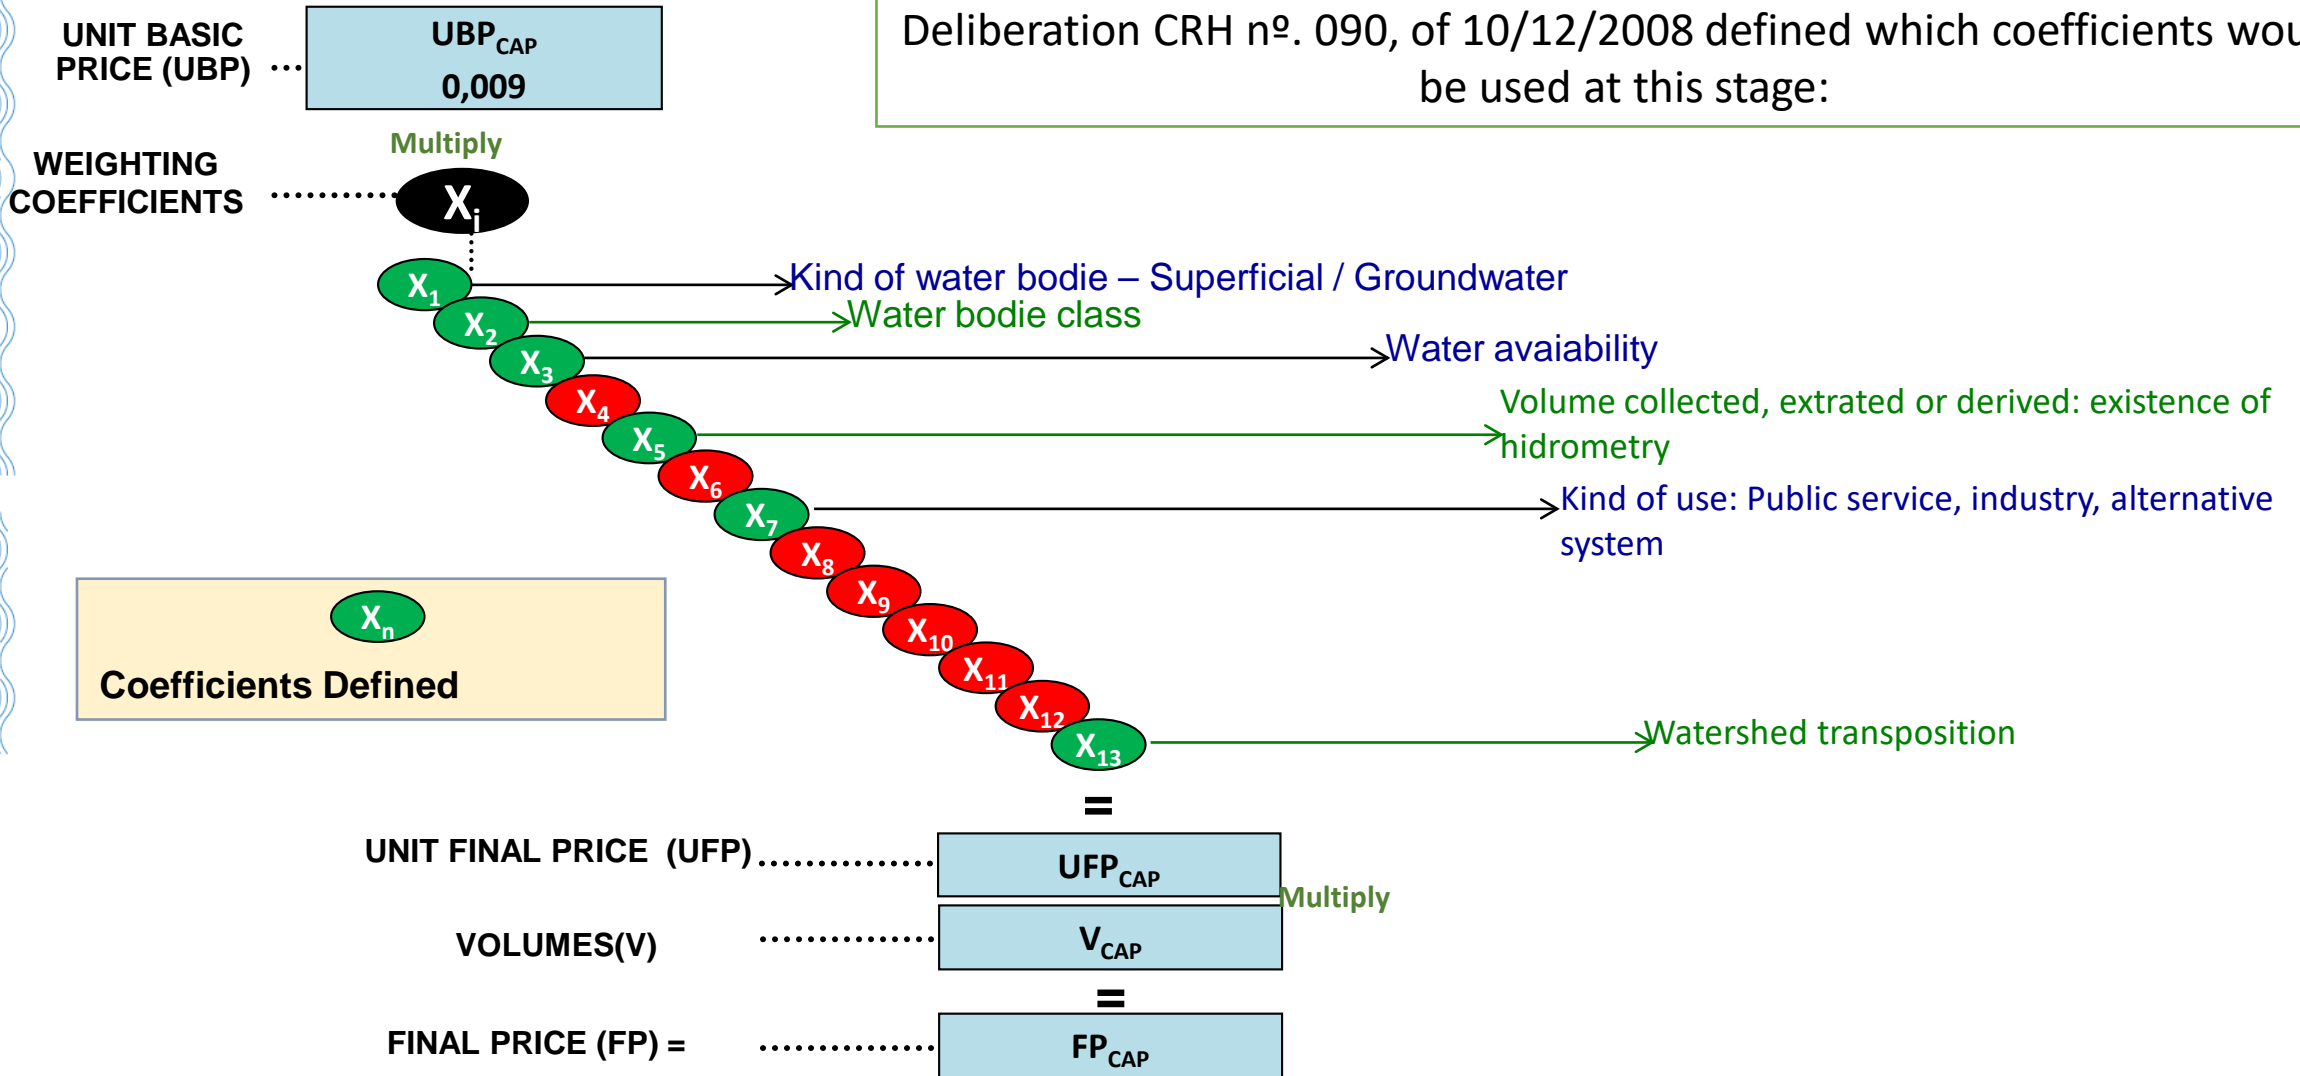 UNIT BASIC
PRICE (UBP)
UBPCAP
0,009
Deliberation CRH nº. 090, of 10/12/2008 defined which coefficients wou
be used at this stage:
Multiply
WEIGHTING
COEFFICIENTS
Xi
X1
Kind of water bodie – Superficial / Groundwater
X2
Water bodie class
X3
Water avaiability
X4
X5
Volume collected, extrated or derived: existence of
hidrometry
X6
X7
Kind of use: Public service, industry, alternative
system
X8
X9
X10
X11
X12
X13
Watershed transposition
Xn
Coefficients Defined
=
UNIT FINAL PRICE (UFP)
UFPCAP
Multiply
VOLUMES(V)
VCAP
=
FINAL PRICE (FP) =
FPCAP